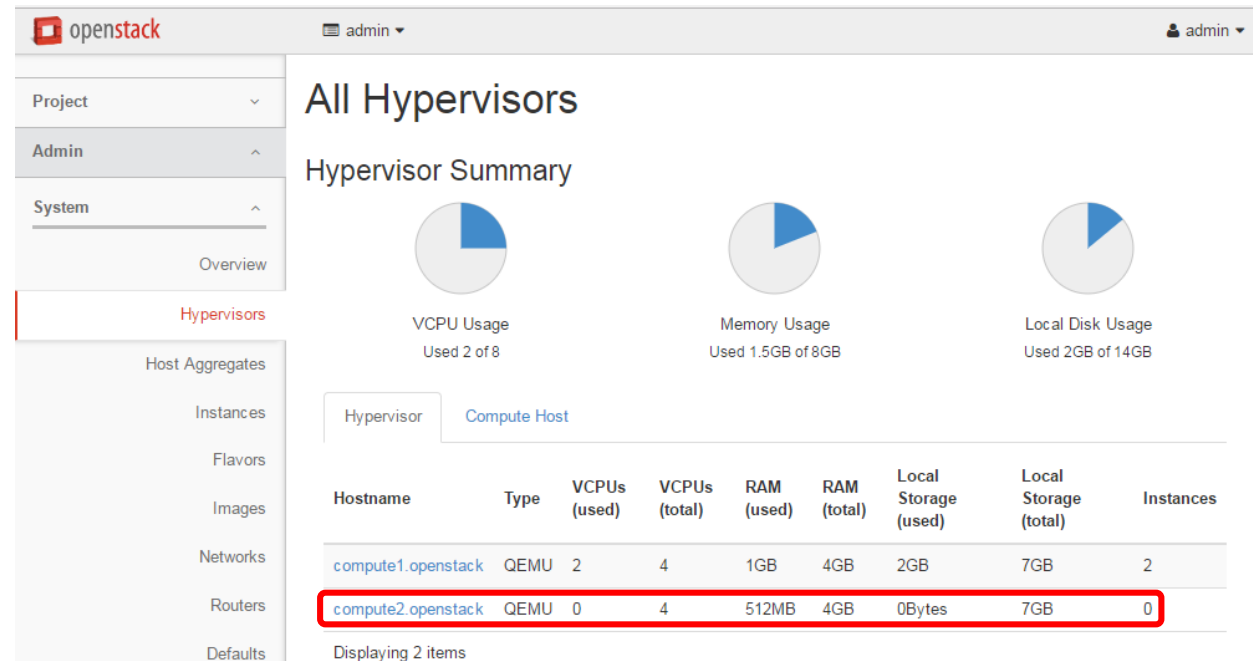 openstack
admin
admin
Project
Admin
System
Overview
Hypervisors
Host Aggregates
Instances
Flavors
Images
Networks
Routers
Defaults
All Hypervisors
Hypervisor Summary
VCPU Usage
Used 2 of 8
Memory Usage
Used 1.5GB of 8GB
Local Disk Usage
Used 2GB of 14GB
Hypervisor Compute Host
Hostname Type VCPUs (used) VCPUs (total) RAM (used) RAM (total) Local Storage (used) Local Storage (total) Instances
compute1.openstack QEMU 2 4 1GB 4GB 2GB 7GB 2
compute2.openstack QEMU 0 4 512MB 4GB 0Bytes 7GB 0
Displaying 2 items